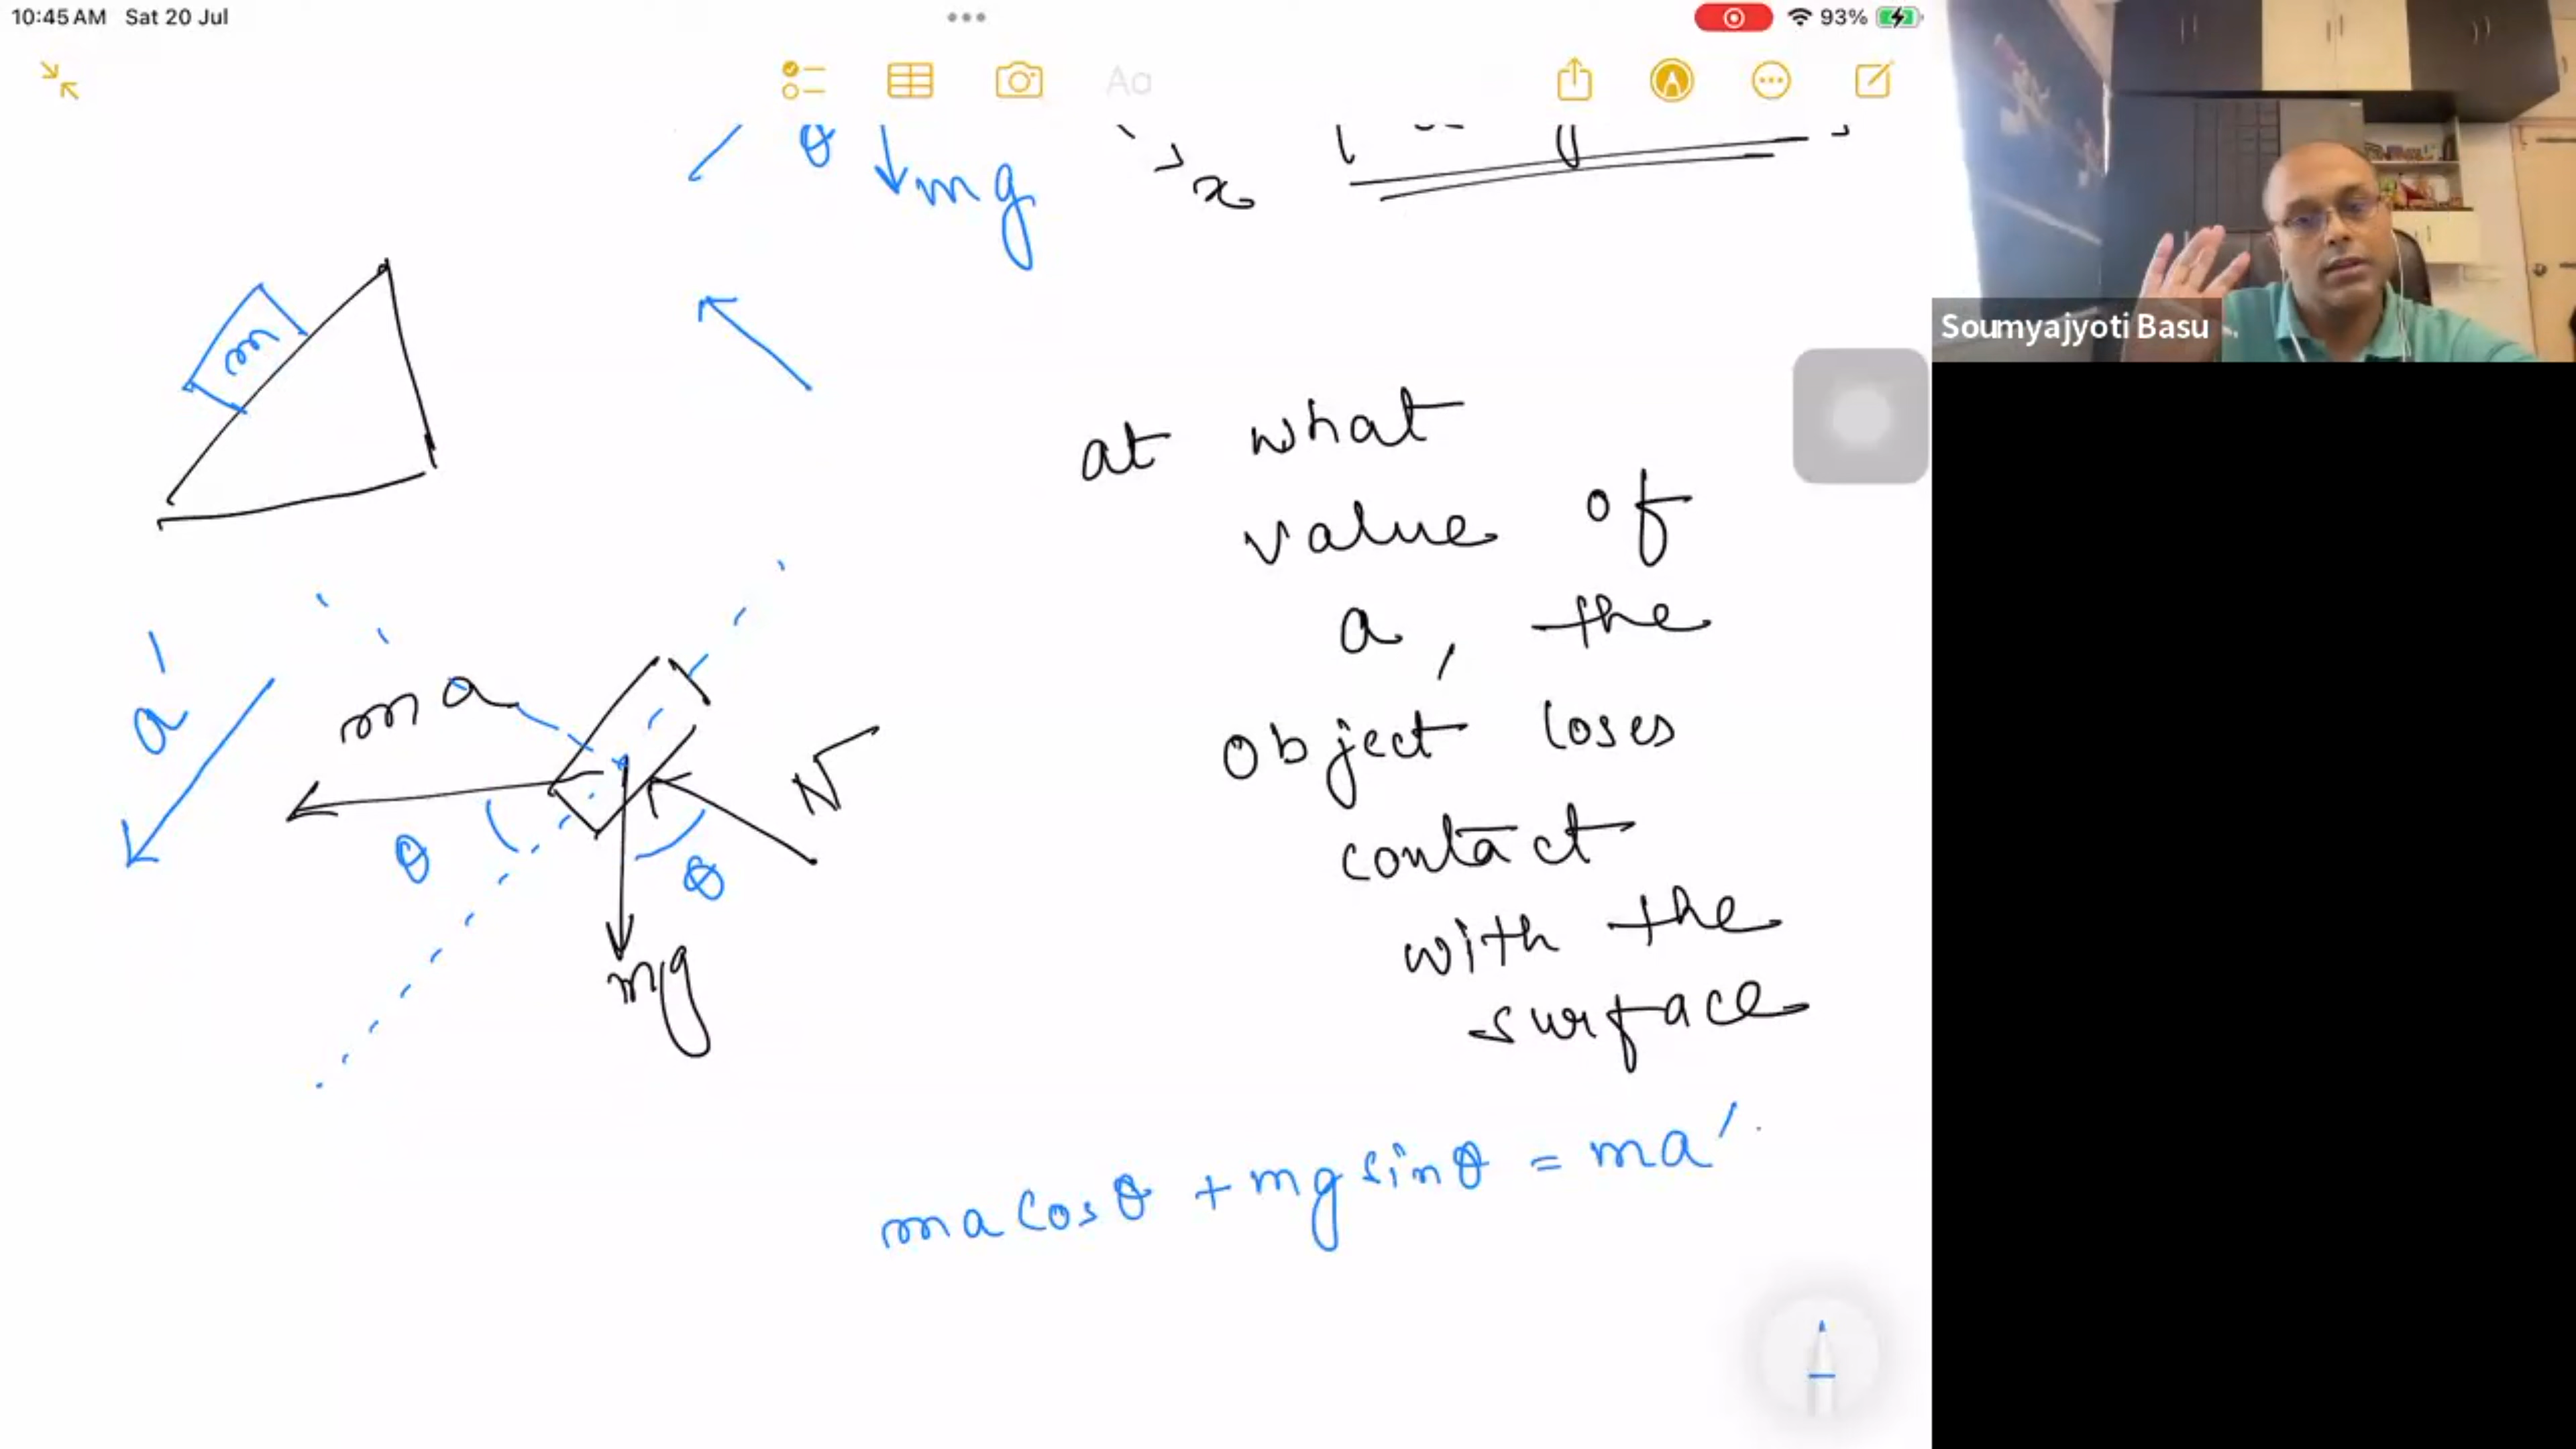 10:45 AM Sat 20 Jul
93%
Aa
θ mg x
Soumyajyoti Basu
m
at what
value of
a, the
object loses
contact
with the
surface
a'
ma
N
θ
θ
mg
ma cos θ + mg sin θ = ma'